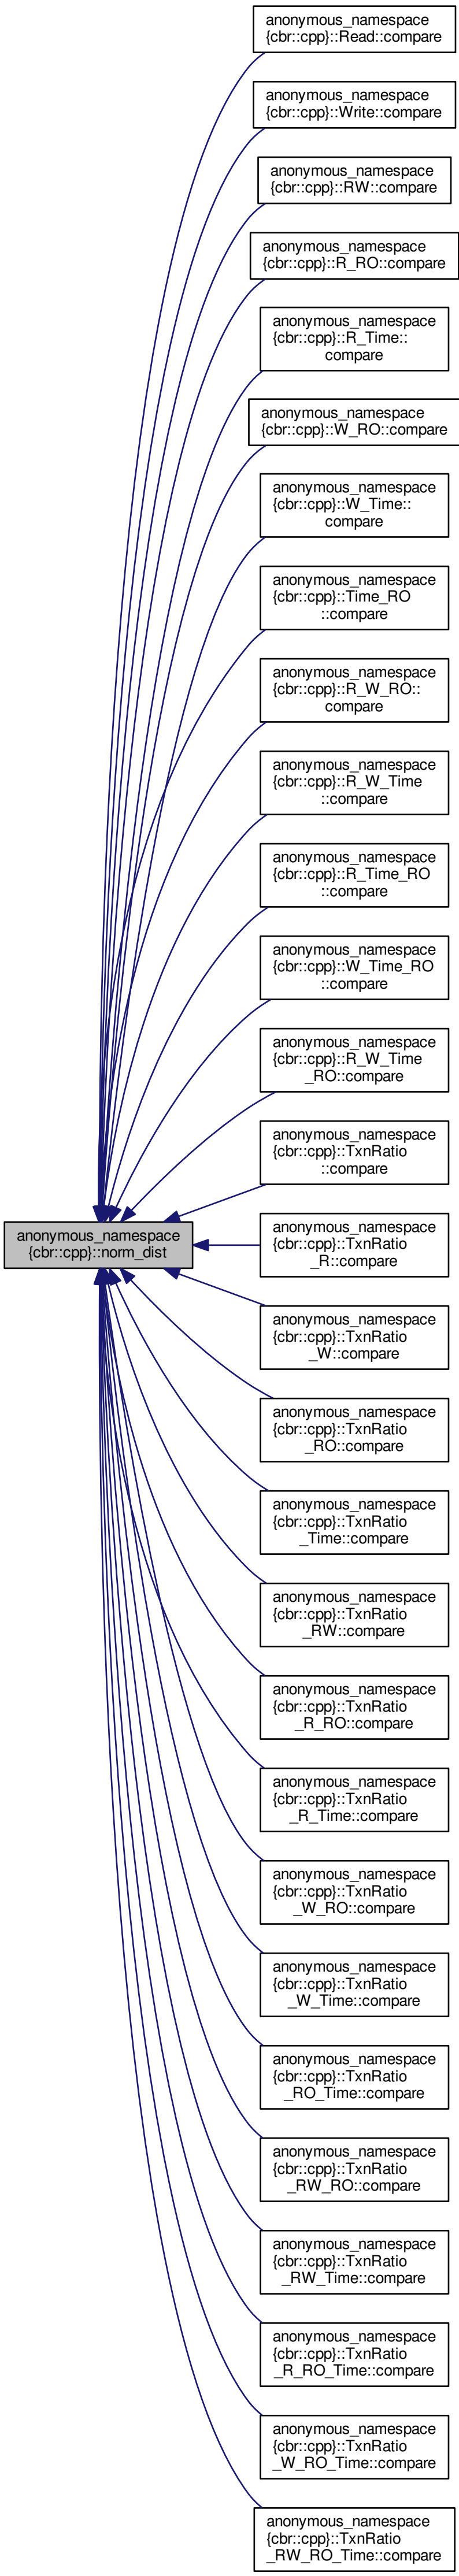 anonymous_namespace
{cbr::cpp}::Read::compare
anonymous_namespace
{cbr::cpp}::Write::compare
anonymous_namespace
{cbr::cpp}::RW::compare
anonymous_namespace
{cbr::cpp}::R_RO::compare
anonymous_namespace
{cbr::cpp}::R_Time::
compare
anonymous_namespace
{cbr::cpp}::W_RO::compare
anonymous_namespace
{cbr::cpp}::W_Time::
compare
anonymous_namespace
{cbr::cpp}::Time_RO
::compare
anonymous_namespace
{cbr::cpp}::R_W_RO::
compare
anonymous_namespace
{cbr::cpp}::R_W_Time
::compare
anonymous_namespace
{cbr::cpp}::R_Time_RO
::compare
anonymous_namespace
{cbr::cpp}::W_Time_RO
::compare
anonymous_namespace
{cbr::cpp}::R_W_Time
_RO::compare
anonymous_namespace
{cbr::cpp}::TxnRatio
::compare
anonymous_namespace
{cbr::cpp}::norm_dist
anonymous_namespace
{cbr::cpp}::TxnRatio
_R::compare
anonymous_namespace
{cbr::cpp}::TxnRatio
_W::compare
anonymous_namespace
{cbr::cpp}::TxnRatio
_RO::compare
anonymous_namespace
{cbr::cpp}::TxnRatio
_Time::compare
anonymous_namespace
{cbr::cpp}::TxnRatio
_RW::compare
anonymous_namespace
{cbr::cpp}::TxnRatio
_R_RO::compare
anonymous_namespace
{cbr::cpp}::TxnRatio
_R_Time::compare
anonymous_namespace
{cbr::cpp}::TxnRatio
_W_RO::compare
anonymous_namespace
{cbr::cpp}::TxnRatio
_W_Time::compare
anonymous_namespace
{cbr::cpp}::TxnRatio
_RO_Time::compare
anonymous_namespace
{cbr::cpp}::TxnRatio
_RW_RO::compare
anonymous_namespace
{cbr::cpp}::TxnRatio
_RW_Time::compare
anonymous_namespace
{cbr::cpp}::TxnRatio
_R_RO_Time::compare
anonymous_namespace
{cbr::cpp}::TxnRatio
_W_RO_Time::compare
anonymous_namespace
{cbr::cpp}::TxnRatio
_RW_RO_Time::compare